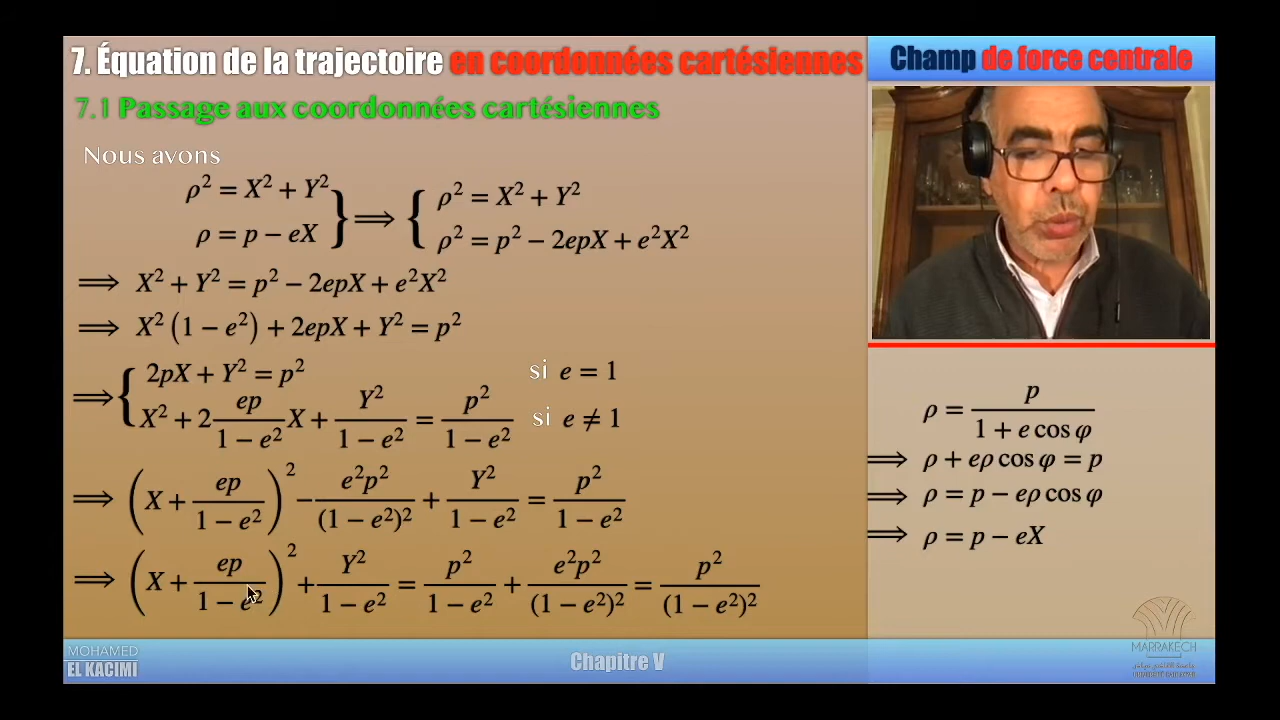 7. Équation de la trajectoire en coordonnées cartésiennes
Champ de force centrale
7.1 Passage aux coordonnées cartésiennes
Nous avons
ρ² = X² + Y²
ρ = p − eX
} ⟹ {
ρ² = X² + Y²
ρ² = p² − 2epX + e²X²
⟹ X² + Y² = p² − 2epX + e²X²
⟹ X² (1 − e²) + 2epX + Y² = p²
⟹ { 2pX + Y² = p² si e = 1
X² + 2 ep/(1 − e²) X + Y²/(1 − e²) = p²/(1 − e²) si e ≠ 1
⟹ (X + ep/(1 − e²))² − e²p²/(1 − e²)² + Y²/(1 − e²) = p²/(1 − e²)
⟹ (X + ep/(1 − e²))² + Y²/(1 − e²) = p²/(1 − e²) + e²p²/(1 − e²)² = p²/(1 − e²)²
ρ = p/(1 + e cos φ)
⟹ ρ + eρ cos φ = p
⟹ ρ = p − eρ cos φ
⟹ ρ = p − eX
MOHAMED
EL KACIMI
Chapitre V
MARRAKECH